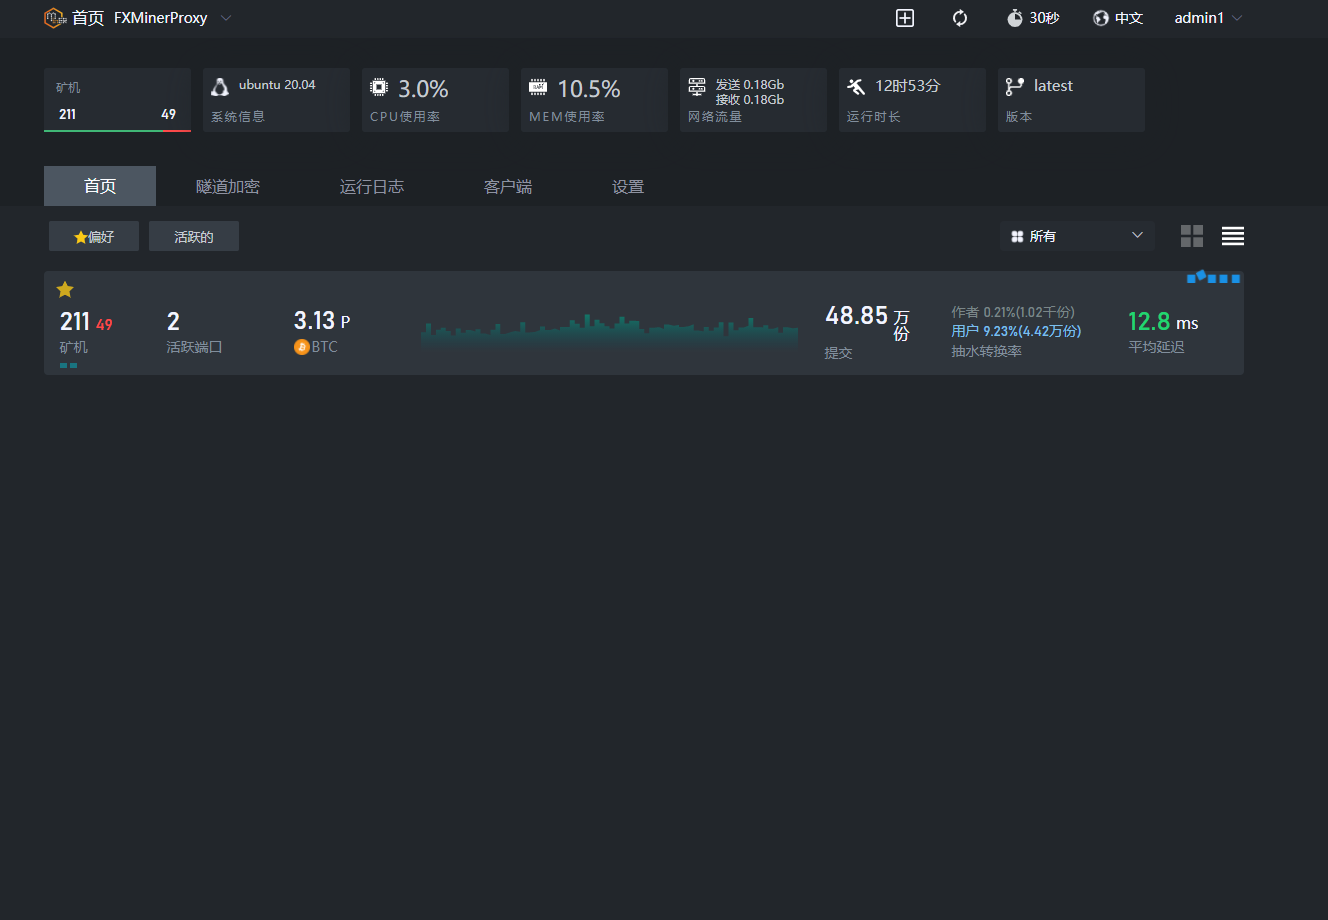 首页 FXMinerProxy
30秒
中文
admin1
矿机
211 49
ubuntu 20.04
系统信息
3.0%
CPU使用率
10.5%
MEM使用率
发送 0.18Gb
接收 0.18Gb
网络流量
12时53分
运行时长
latest
版本
首页 隧道加密 运行日志 客户端 设置
偏好 活跃的
所有
211 49
矿机
2
活跃端口
3.13 P
BTC
48.85 万
份
提交
作者 0.21%(1.02千份)
用户 9.23%(4.42万份)
抽水转换率
12.8 ms
平均延迟